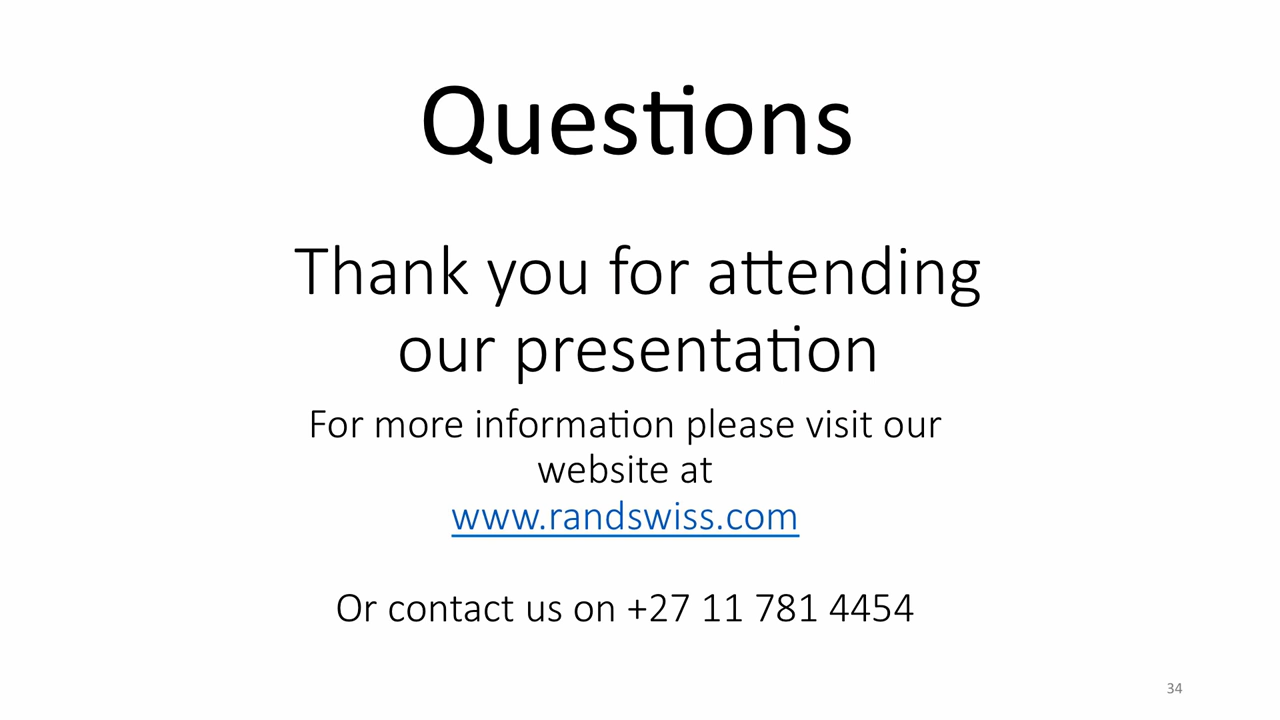 Questions
Thank you for attending
our presentation
For more information please visit our
website at
www.randswiss.com
Or contact us on +27 11 781 4454
34